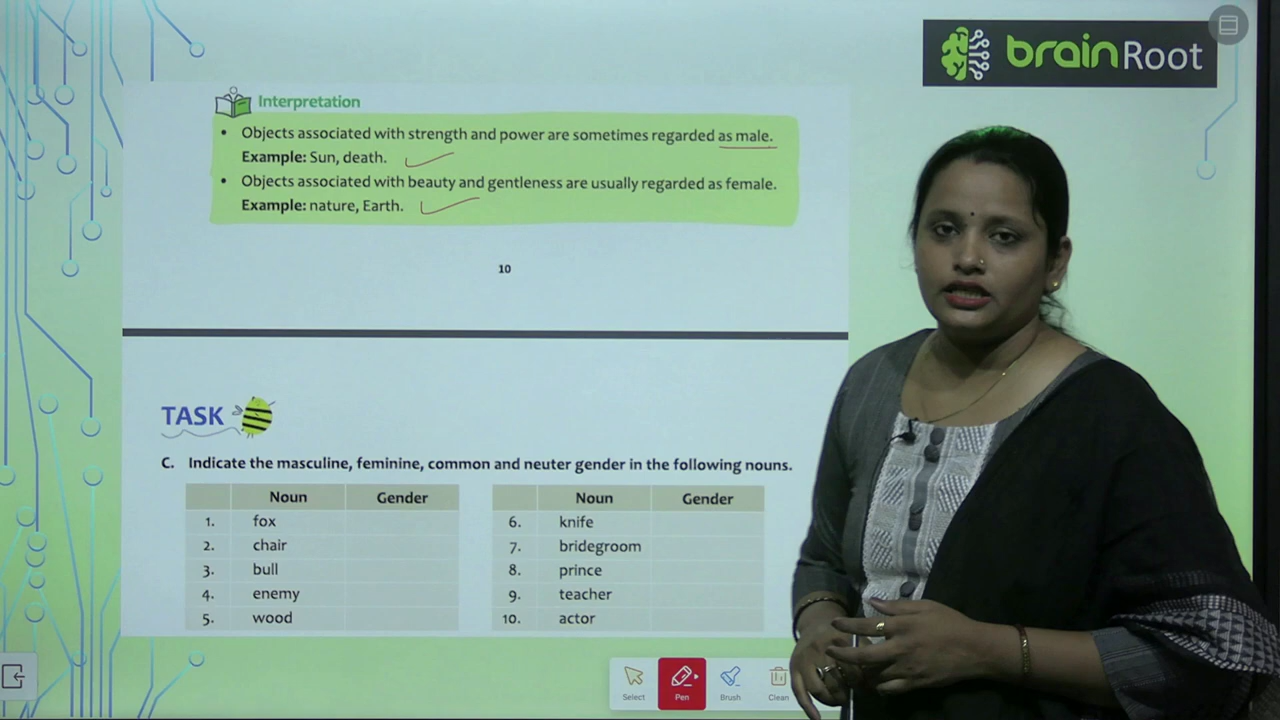 brainRoot
Interpretation
• Objects associated with strength and power are sometimes regarded as male.
Example: Sun, death.
• Objects associated with beauty and gentleness are usually regarded as female.
Example: nature, Earth.
10
TASK
C. Indicate the masculine, feminine, common and neuter gender in the following nouns.
Noun Gender Noun Gender
1. fox 6. knife
2. chair 7. bridegroom
3. bull 8. prince
4. enemy 9. teacher
5. wood 10. actor
Select Pen Brush Clean